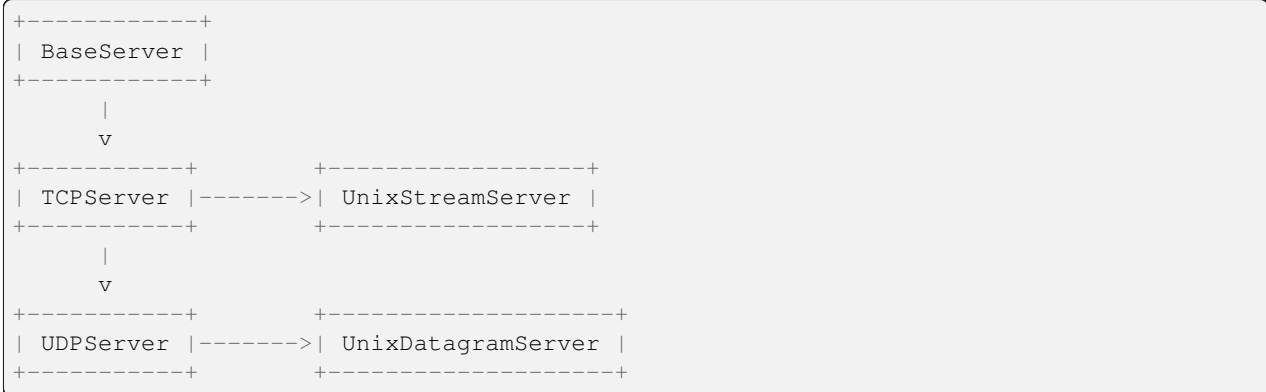 +------------+
| BaseServer |
+------------+
      |
      v
+-----------+        +------------------+
| TCPServer |------->| UnixStreamServer |
+-----------+        +------------------+
      |
      v
+-----------+        +--------------------+
| UDPServer |------->| UnixDatagramServer |
+-----------+        +--------------------+